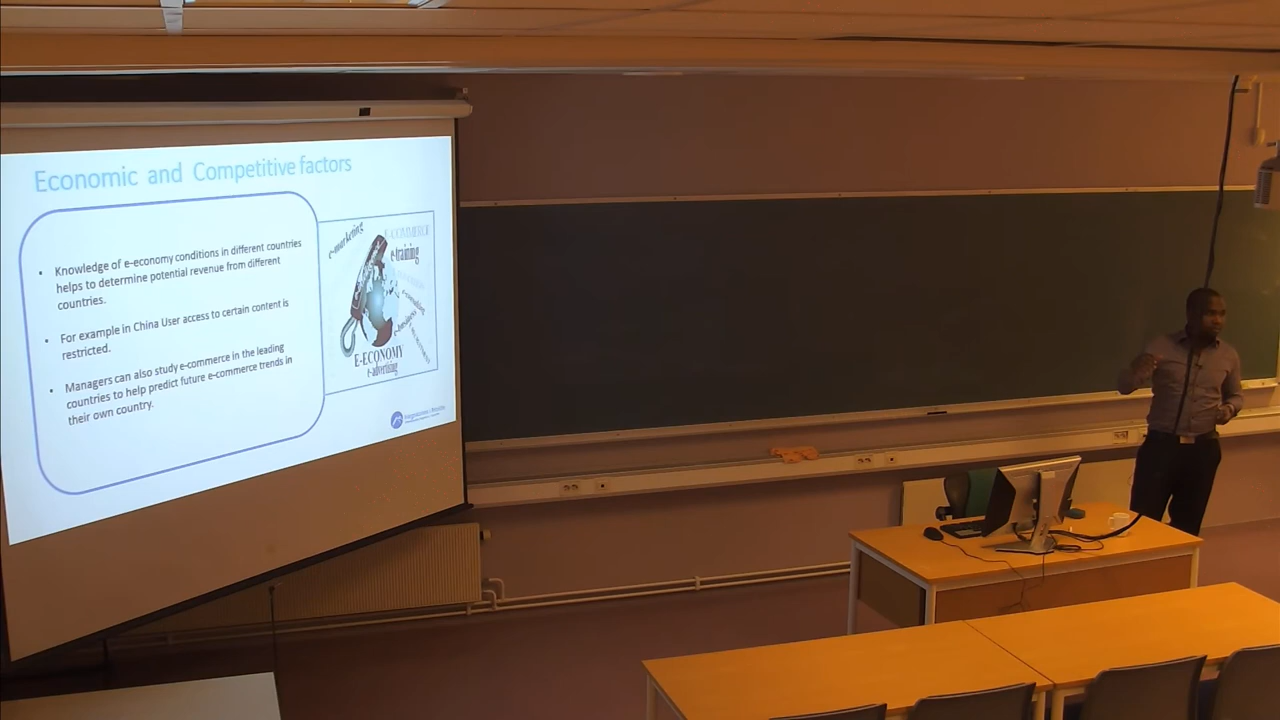 Economic and Competitive factors
• Knowledge of e-economy conditions in different countries
helps to determine potential revenue from different
countries.
• For example in China User access to certain content is
restricted.
• Managers can also study e-commerce in the leading
countries to help predict future e-commerce trends in
their own country.
e-marketing
E-COMMERCE
e-training
e-business
E-ECONOMY
e-advertising